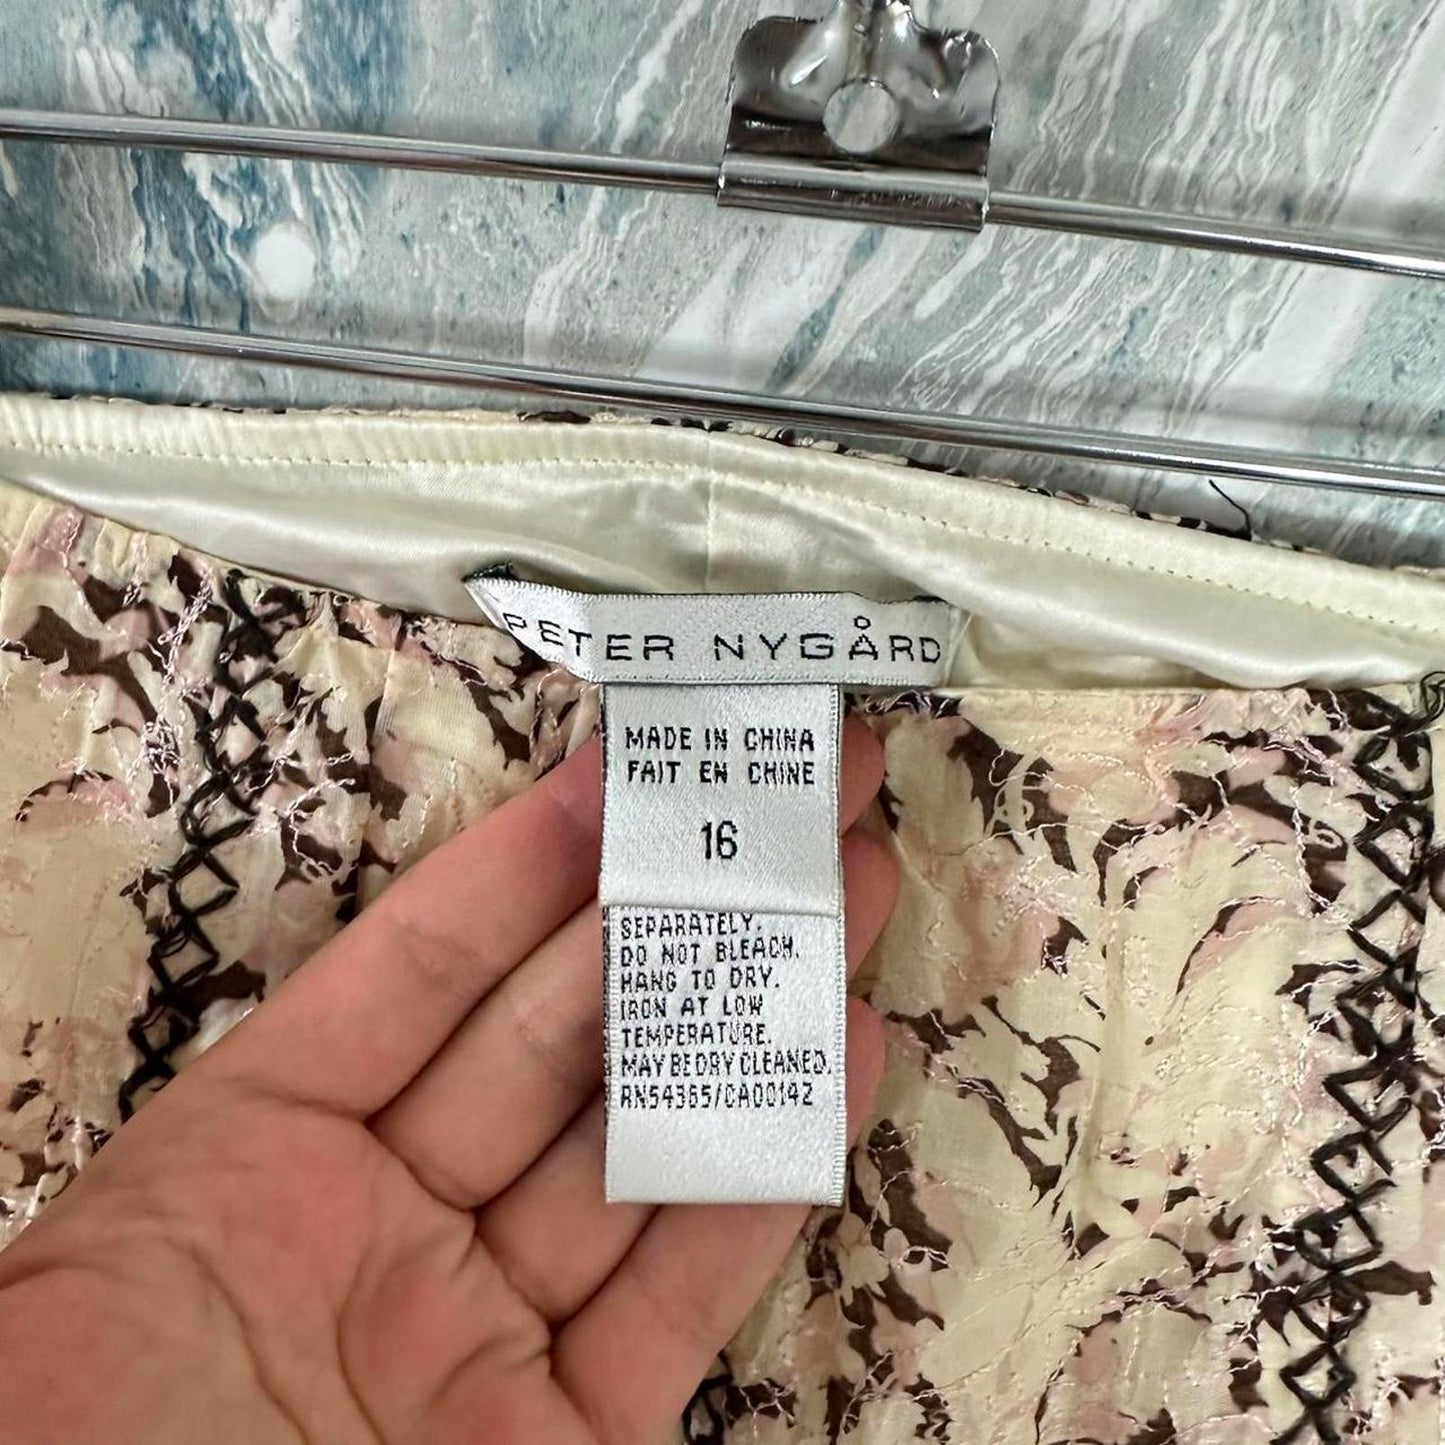 PETER NYGÅRD
MADE IN CHINA
FAIT EN CHINE
16
SEPARATELY.
DO NOT BLEACH.
HANG TO DRY.
IRON AT LOW
TEMPERATURE.
MAY BE DRY CLEANED.
RN54365/CA00142